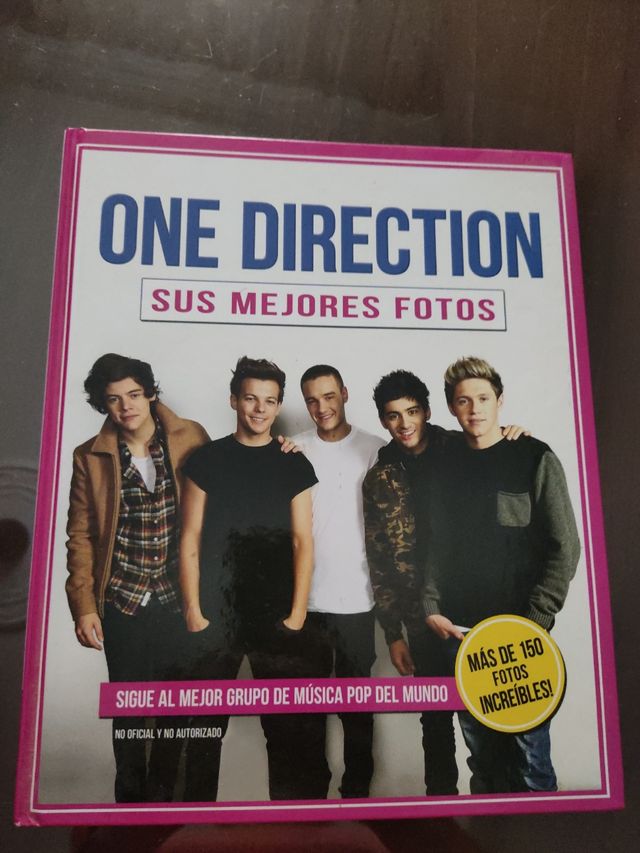 ONE DIRECTION
SUS MEJORES FOTOS
SIGUE AL MEJOR GRUPO DE MÚSICA POP DEL MUNDO
NO OFICIAL Y NO AUTORIZADO
MÁS DE 150
FOTOS
INCREÍBLES!